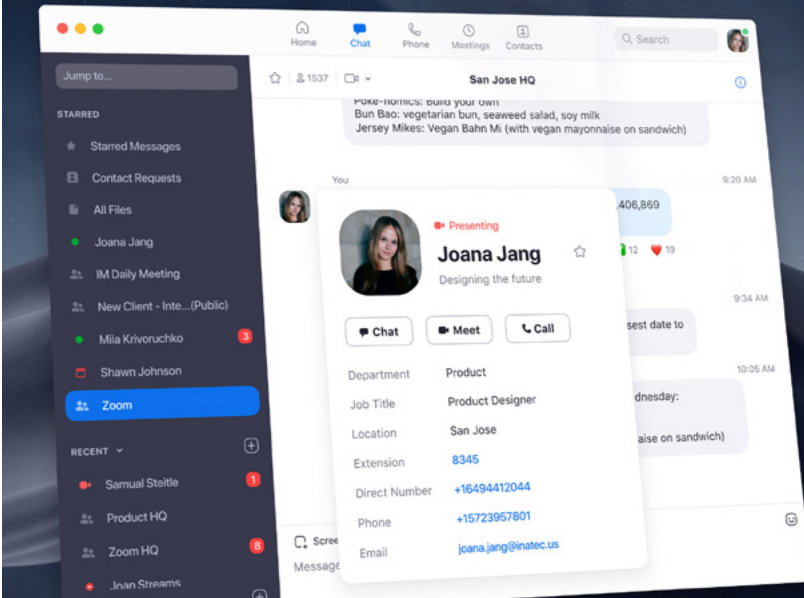 Home
Chat
Phone
Meetings
Contacts
Search
Jump to...
STARRED
Starred Messages
Contact Requests
All Files
Joana Jang
IM Daily Meeting
New Client - Inte...(Public)
Mila Krivoruchko 3
Shawn Johnson
Zoom
RECENT
Samual Steitle 1
Product HQ
Zoom HQ 8
Joan Streams
1537
San Jose HQ
Poke-nomics: Build your own
Bun Bao: vegetarian bun, seaweed salad, soy milk
Jersey Mikes: Vegan Bahn Mi (with vegan mayonnaise on sandwich)
You
9:20 AM
,406,869
12 19
9:34 AM
sest date to
10:05 AM
dnesday:
aise on sandwich)
Presenting
Joana Jang
Designing the future
Chat
Meet
Call
Department Product
Job Title Product Designer
Location San Jose
Extension 8345
Direct Number +16494412044
Phone +15723957801
Email joana.jang@inatec.us
Scree
Message